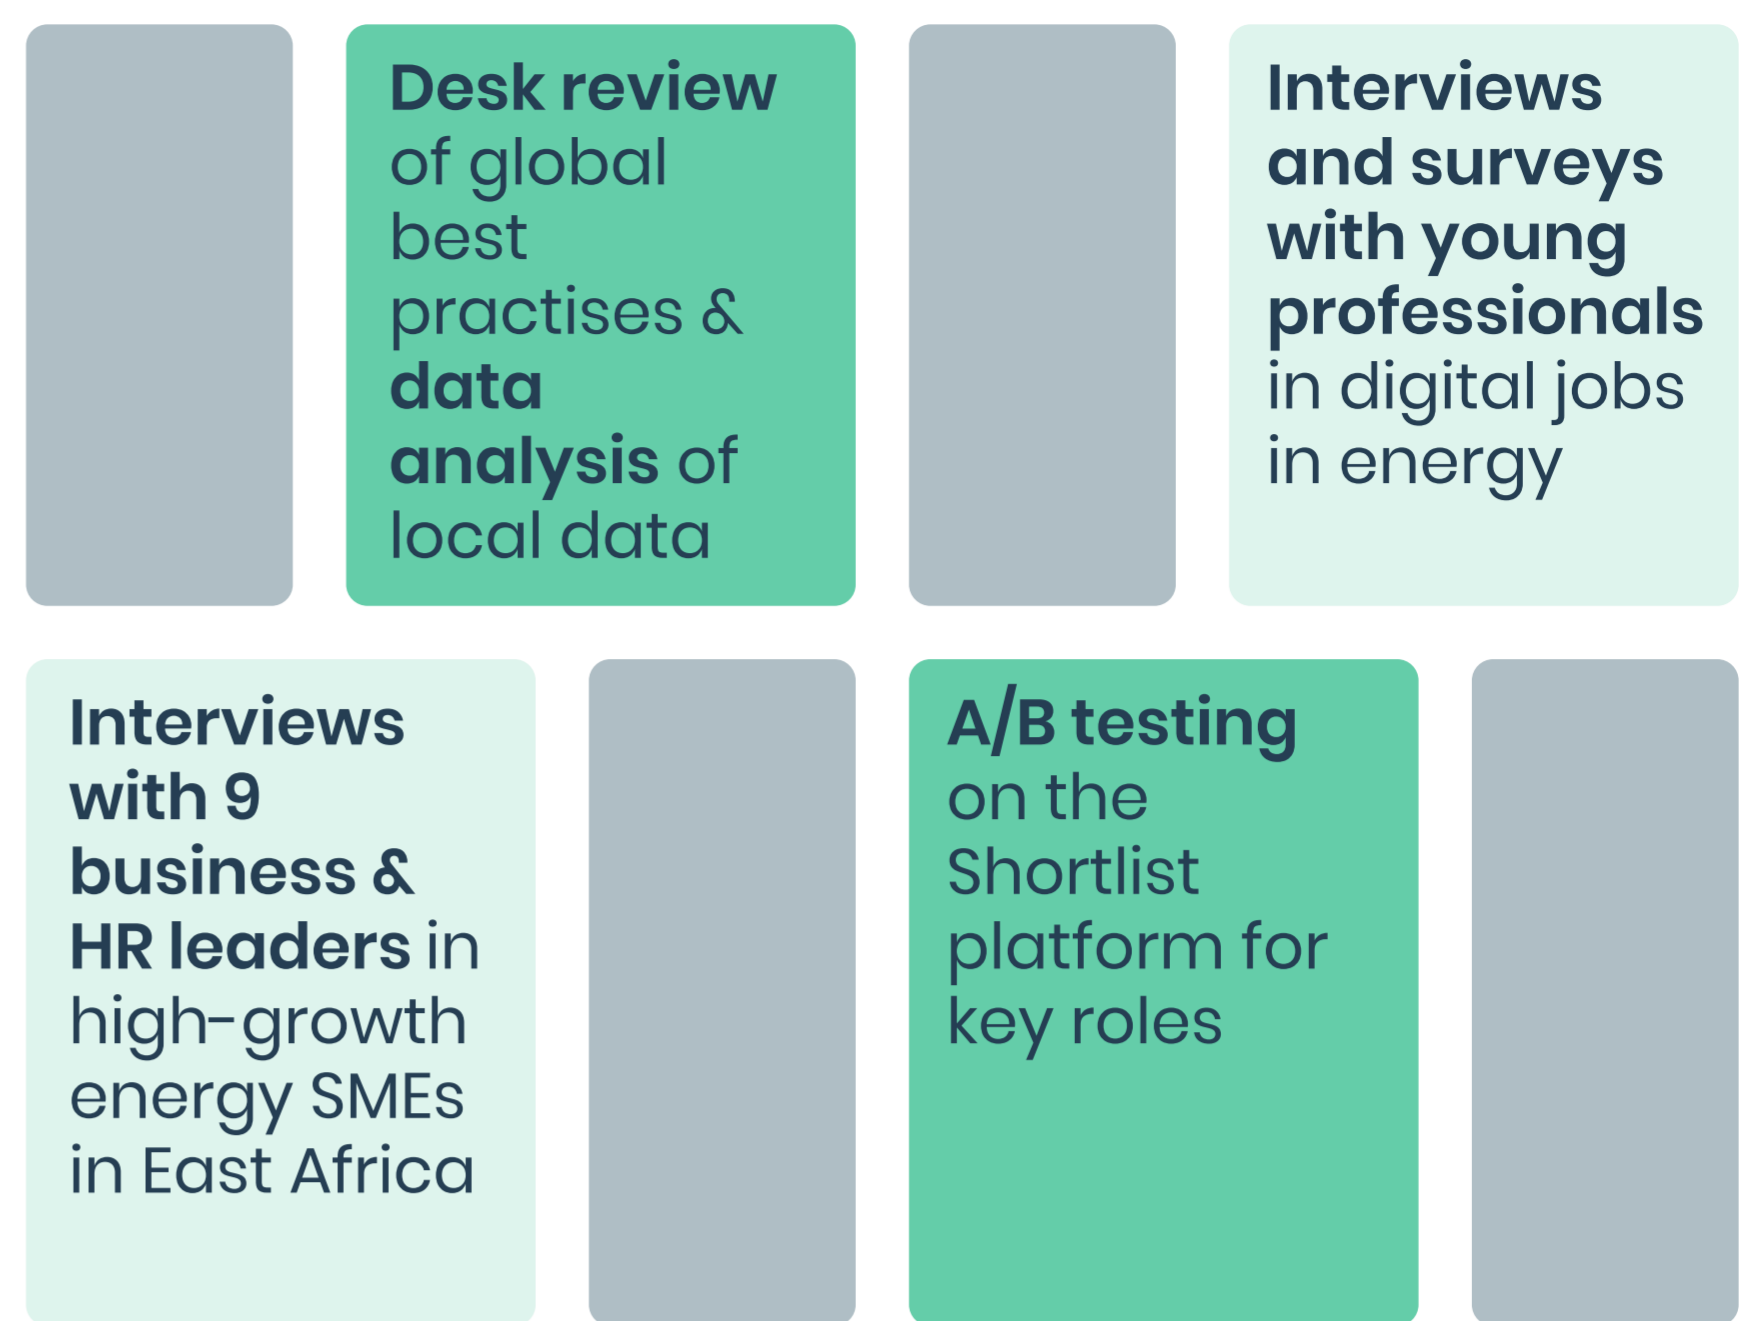 Desk review
of global
best
practises &
data
analysis of
local data
Interviews
and surveys
with young
professionals
in digital jobs
in energy
Interviews
with 9
business &
HR leaders in
high-growth
energy SMEs
in East Africa
A/B testing
on the
Shortlist
platform for
key roles